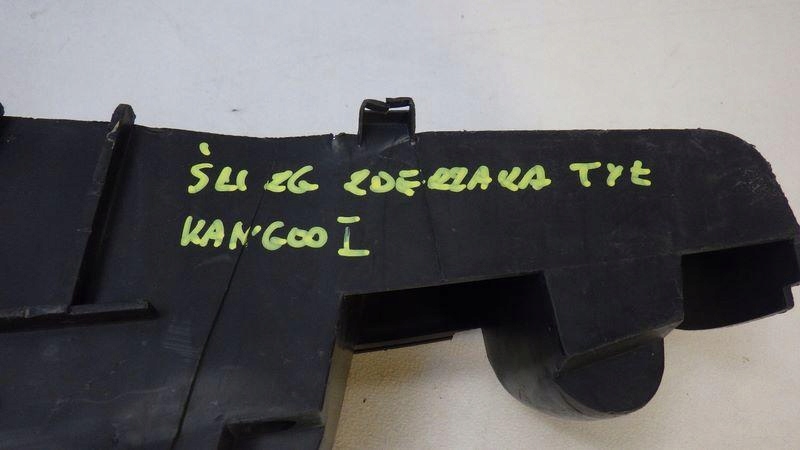 ŚLIZG ZDERZAKA TYŁ
KANGOO I